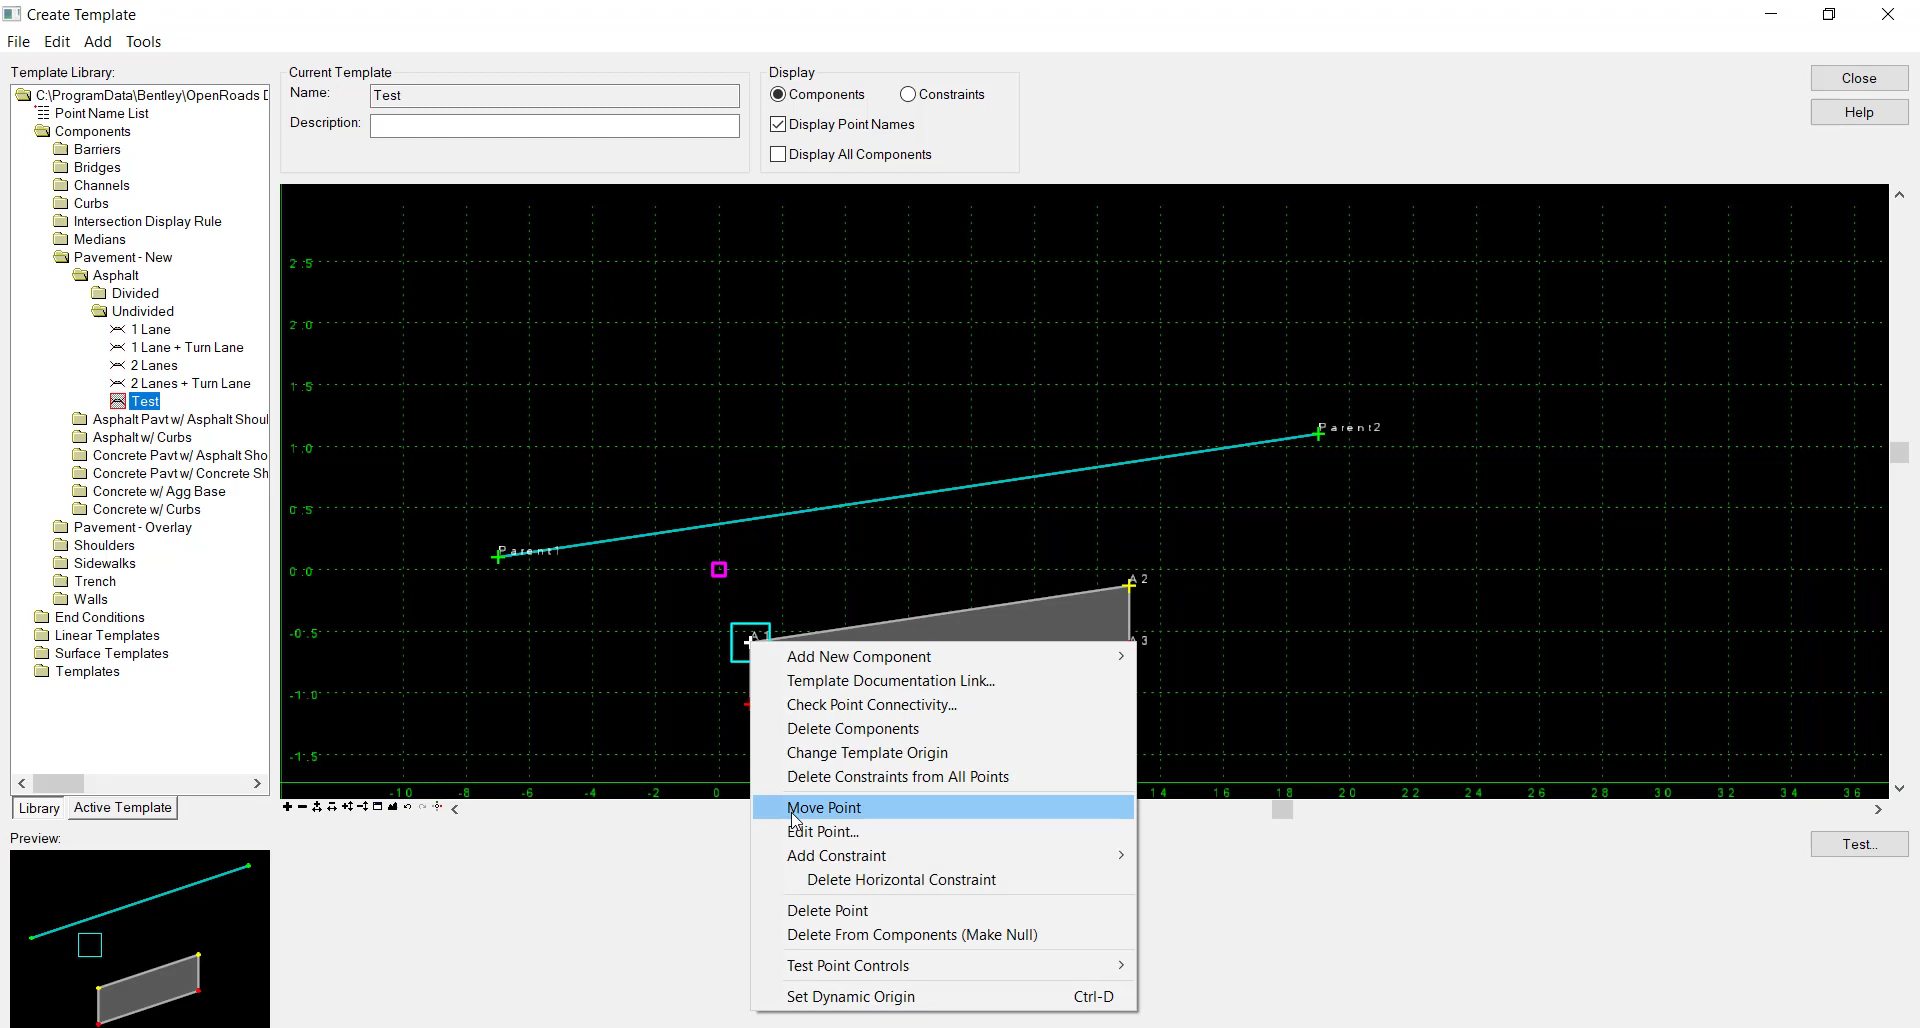 Create Template
File Edit Add Tools
Template Library:
C:\ProgramData\Bentley\OpenRoads D
Point Name List
Components
Barriers
Bridges
Channels
Curbs
Intersection Display Rule
Medians
Pavement - New
Asphalt
Divided
Undivided
1 Lane
1 Lane + Turn Lane
2 Lanes
2 Lanes + Turn Lane
Test
Asphalt Pavt w/ Asphalt Shoul
Asphalt w/ Curbs
Concrete Pavt w/ Asphalt Sho
Concrete Pavt w/ Concrete Sh
Concrete w/ Agg Base
Concrete w/ Curbs
Pavement - Overlay
Shoulders
Sidewalks
Trench
Walls
End Conditions
Linear Templates
Surface Templates
Templates
Library Active Template
Preview:
Current Template
Name: Test
Description:
Display
Components Constraints
Display Point Names
Display All Components
Close
Help
2.5
2.0
1.5
1.0
0.5
0.0
-0.5
-1.0
-1.5
Parent2
Parent1
A2
A1
A3
-10 -8 -6 -4 -2 0 14 16 18 20 22 24 26 28 30 32 34 36
Add New Component
Template Documentation Link...
Check Point Connectivity...
Delete Components
Change Template Origin
Delete Constraints from All Points
Move Point
Edit Point...
Add Constraint
Delete Horizontal Constraint
Delete Point
Delete From Components (Make Null)
Test Point Controls
Set Dynamic Origin Ctrl-D
Test...